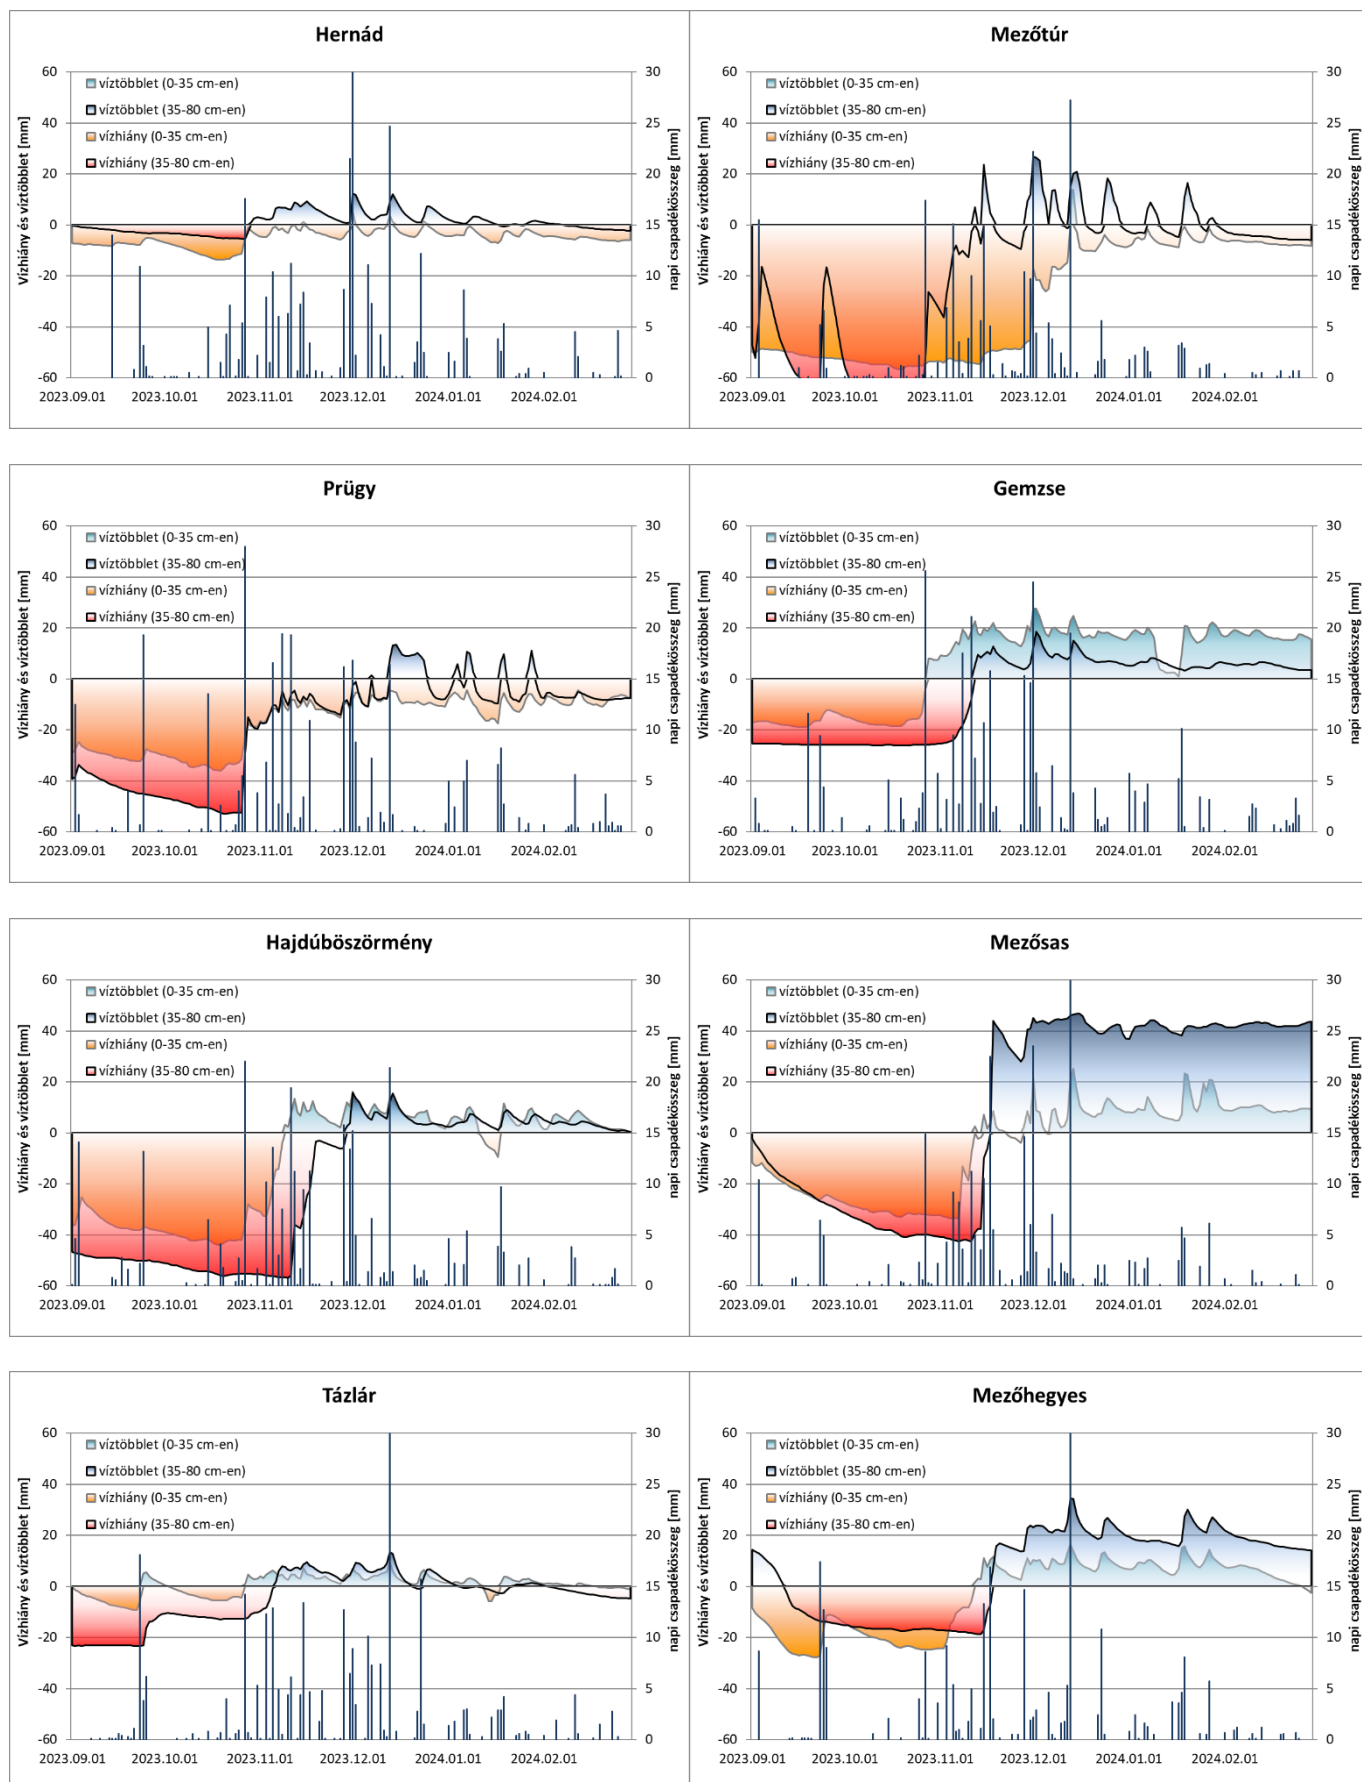 Hernád
Vízhiány és víztöbblet [mm]
60
40
20
0
-20
-40
-60
víztöbblet (0-35 cm-en)
víztöbblet (35-80 cm-en)
vízhiány (0-35 cm-en)
vízhiány (35-80 cm-en)
30
25
20
15
10
5
0
napi csapadékösszeg [mm]
2023.09.01 2023.10.01 2023.11.01 2023.12.01 2024.01.01 2024.02.01
Mezőtúr
Vízhiány és víztöbblet [mm]
60
40
20
0
-20
-40
-60
víztöbblet (0-35 cm-en)
víztöbblet (35-80 cm-en)
vízhiány (0-35 cm-en)
vízhiány (35-80 cm-en)
30
25
20
15
10
5
0
napi csapadékösszeg [mm]
2023.09.01 2023.10.01 2023.11.01 2023.12.01 2024.01.01 2024.02.01
Prügy
Vízhiány és víztöbblet [mm]
60
40
20
0
-20
-40
-60
víztöbblet (0-35 cm-en)
víztöbblet (35-80 cm-en)
vízhiány (0-35 cm-en)
vízhiány (35-80 cm-en)
30
25
20
15
10
5
0
napi csapadékösszeg [mm]
2023.09.01 2023.10.01 2023.11.01 2023.12.01 2024.01.01 2024.02.01
Gemzse
Vízhiány és víztöbblet [mm]
60
40
20
0
-20
-40
-60
víztöbblet (0-35 cm-en)
víztöbblet (35-80 cm-en)
vízhiány (0-35 cm-en)
vízhiány (35-80 cm-en)
30
25
20
15
10
5
0
napi csapadékösszeg [mm]
2023.09.01 2023.10.01 2023.11.01 2023.12.01 2024.01.01 2024.02.01
Hajdúböszörmény
Vízhiány és víztöbblet [mm]
60
40
20
0
-20
-40
-60
víztöbblet (0-35 cm-en)
víztöbblet (35-80 cm-en)
vízhiány (0-35 cm-en)
vízhiány (35-80 cm-en)
30
25
20
15
10
5
0
napi csapadékösszeg [mm]
2023.09.01 2023.10.01 2023.11.01 2023.12.01 2024.01.01 2024.02.01
Mezősas
Vízhiány és víztöbblet [mm]
60
40
20
0
-20
-40
-60
víztöbblet (0-35 cm-en)
víztöbblet (35-80 cm-en)
vízhiány (0-35 cm-en)
vízhiány (35-80 cm-en)
30
25
20
15
10
5
0
napi csapadékösszeg [mm]
2023.09.01 2023.10.01 2023.11.01 2023.12.01 2024.01.01 2024.02.01
Tázlár
Vízhiány és víztöbblet [mm]
60
40
20
0
-20
-40
-60
víztöbblet (0-35 cm-en)
víztöbblet (35-80 cm-en)
vízhiány (0-35 cm-en)
vízhiány (35-80 cm-en)
30
25
20
15
10
5
0
napi csapadékösszeg [mm]
2023.09.01 2023.10.01 2023.11.01 2023.12.01 2024.01.01 2024.02.01
Mezőhegyes
Vízhiány és víztöbblet [mm]
60
40
20
0
-20
-40
-60
víztöbblet (0-35 cm-en)
víztöbblet (35-80 cm-en)
vízhiány (0-35 cm-en)
vízhiány (35-80 cm-en)
30
25
20
15
10
5
0
napi csapadékösszeg [mm]
2023.09.01 2023.10.01 2023.11.01 2023.12.01 2024.01.01 2024.02.01